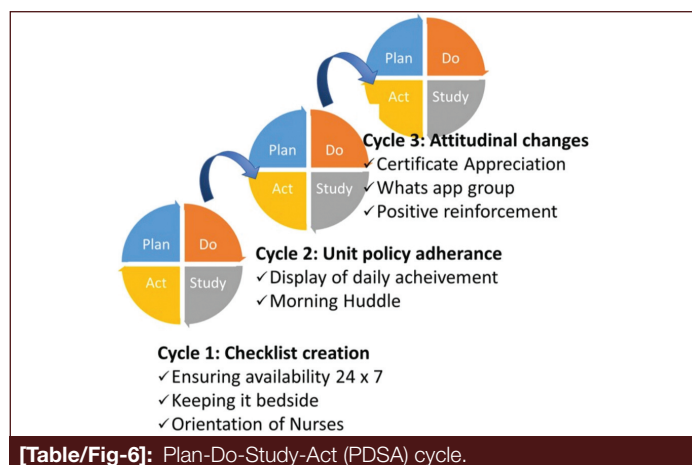 Plan Do
Act Study
Cycle 3: Attitudinal changes
✓Certificate Appreciation
✓Whats app group
✓Positive reinforcement
Plan Do
Act Study
Cycle 2: Unit policy adherance
✓Display of daily acheivement
✓Morning Huddle
Plan Do
Act Study
Cycle 1: Checklist creation
✓Ensuring availability 24 x 7
✓Keeping it bedside
✓Orientation of Nurses
[Table/Fig-6]: Plan-Do-Study-Act (PDSA) cycle.